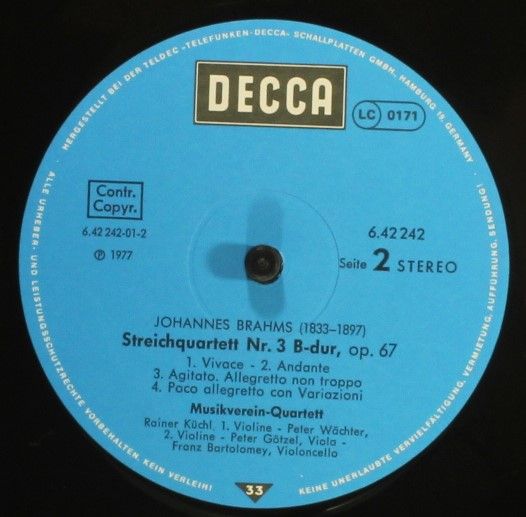 HERGESTELLT BEI DER TELDEC »TELEFUNKEN-DECCA« SCHALLPLATTEN GMBH, HAMBURG 19, GERMANY
DECCA
LC 0171
Contr.
Copyr.
6.42 242-01-2
Ⓟ 1977
6.42 242
Seite 2 STEREO
JOHANNES BRAHMS (1833-1897)
Streichquartett Nr. 3 B-dur, op. 67
1. Vivace - 2. Andante
3. Agitato. Allegretto non troppo
4. Poco allegretto con Variazioni
Musikverein-Quartett
Rainer Küchl, 1. Violine - Peter Wächter,
2. Violine - Peter Götzel, Viola -
Franz Bartolomey, Violoncello
33
ALLE URHEBER- UND LEISTUNGSSCHUTZRECHTE VORBEHALTEN. KEIN VERLEIH!
KEINE UNERLAUBTE VERVIELFÄLTIGUNG, VERMIETUNG, AUFFÜHRUNG, SENDUNG!